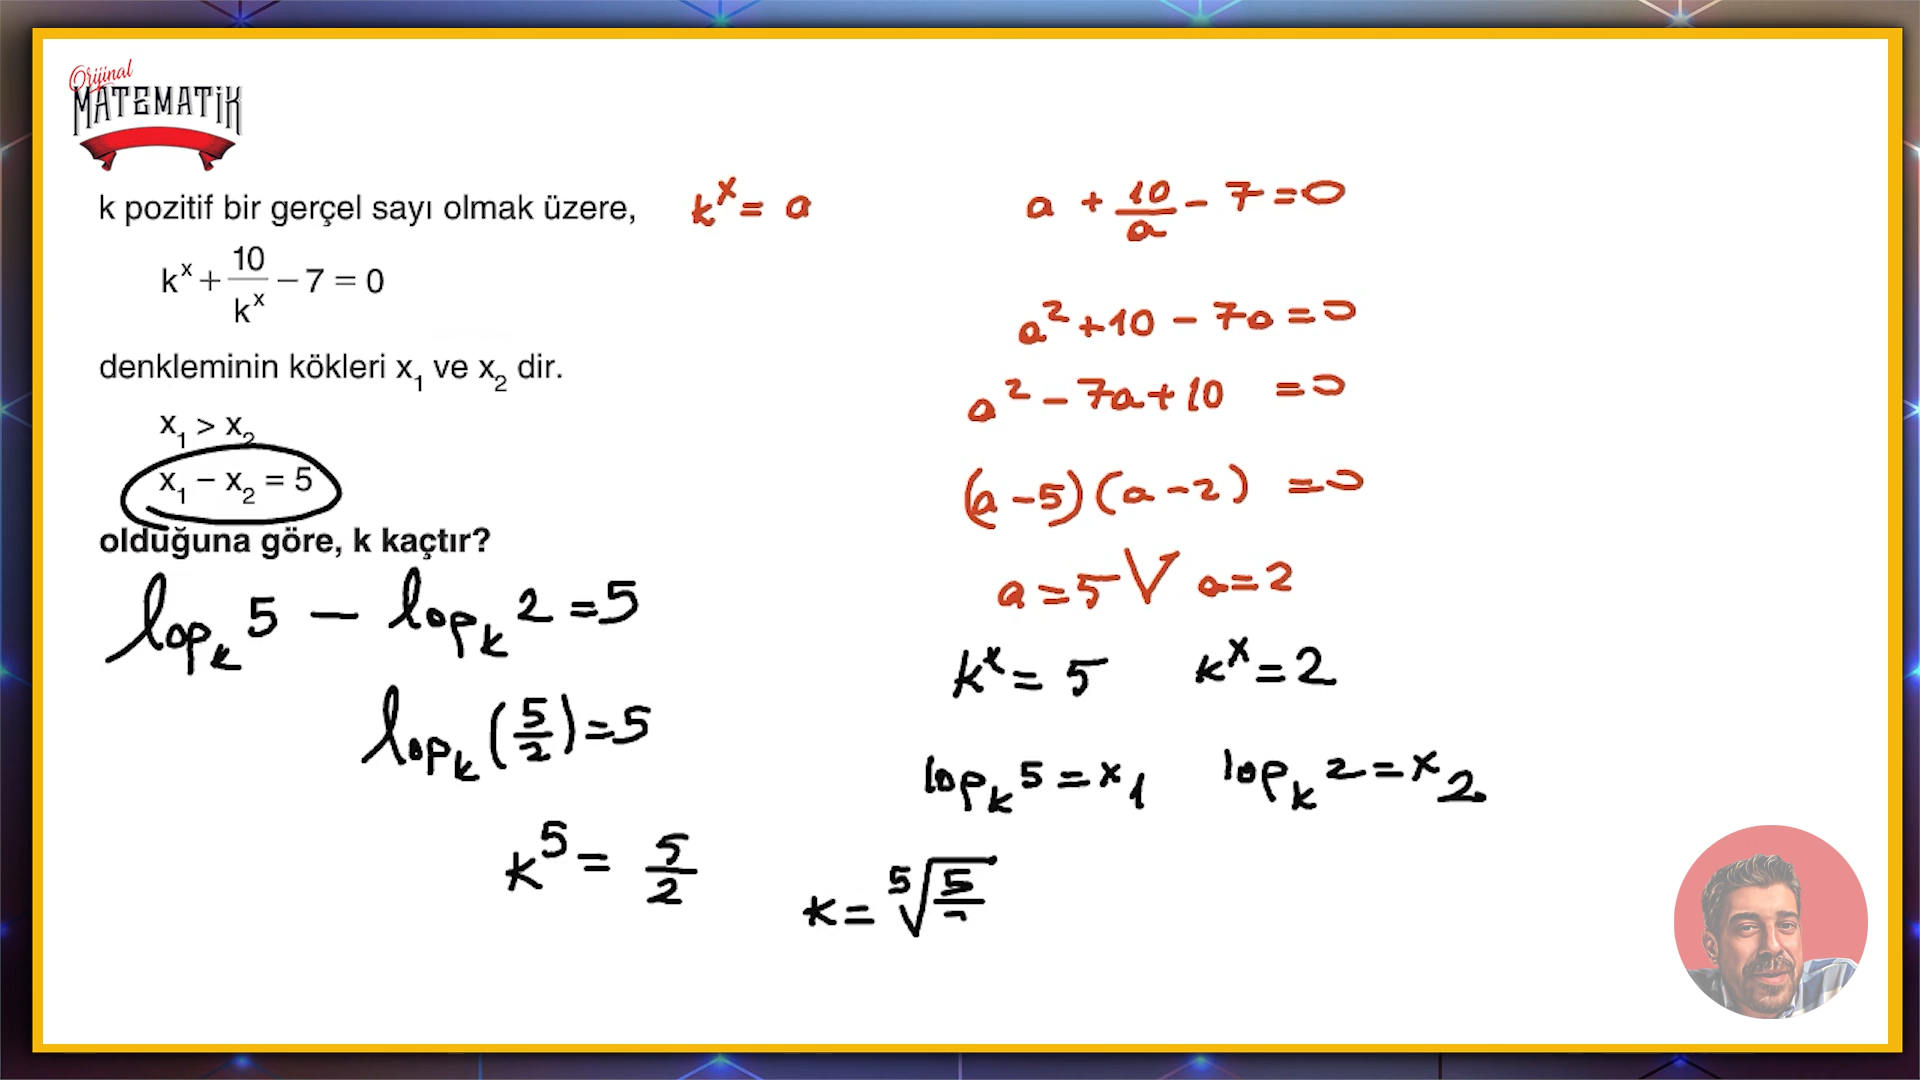 Orijinal
MATEMATİK
k pozitif bir gerçel sayı olmak üzere,
k^x + 10/k^x − 7 = 0
denkleminin kökleri x₁ ve x₂ dir.
x₁ > x₂
x₁ − x₂ = 5
olduğuna göre, k kaçtır?
log_k 5 − log_k 2 = 5
log_k (5/2) = 5
k^5 = 5/2
k^x = a
a + 10/a − 7 = 0
a² + 10 − 7a = 0
a² − 7a + 10 = 0
(a − 5)(a − 2) = 0
a = 5 V a = 2
k^x = 5 k^x = 2
log_k 5 = x₁ log_k 2 = x₂
k = ⁵√5